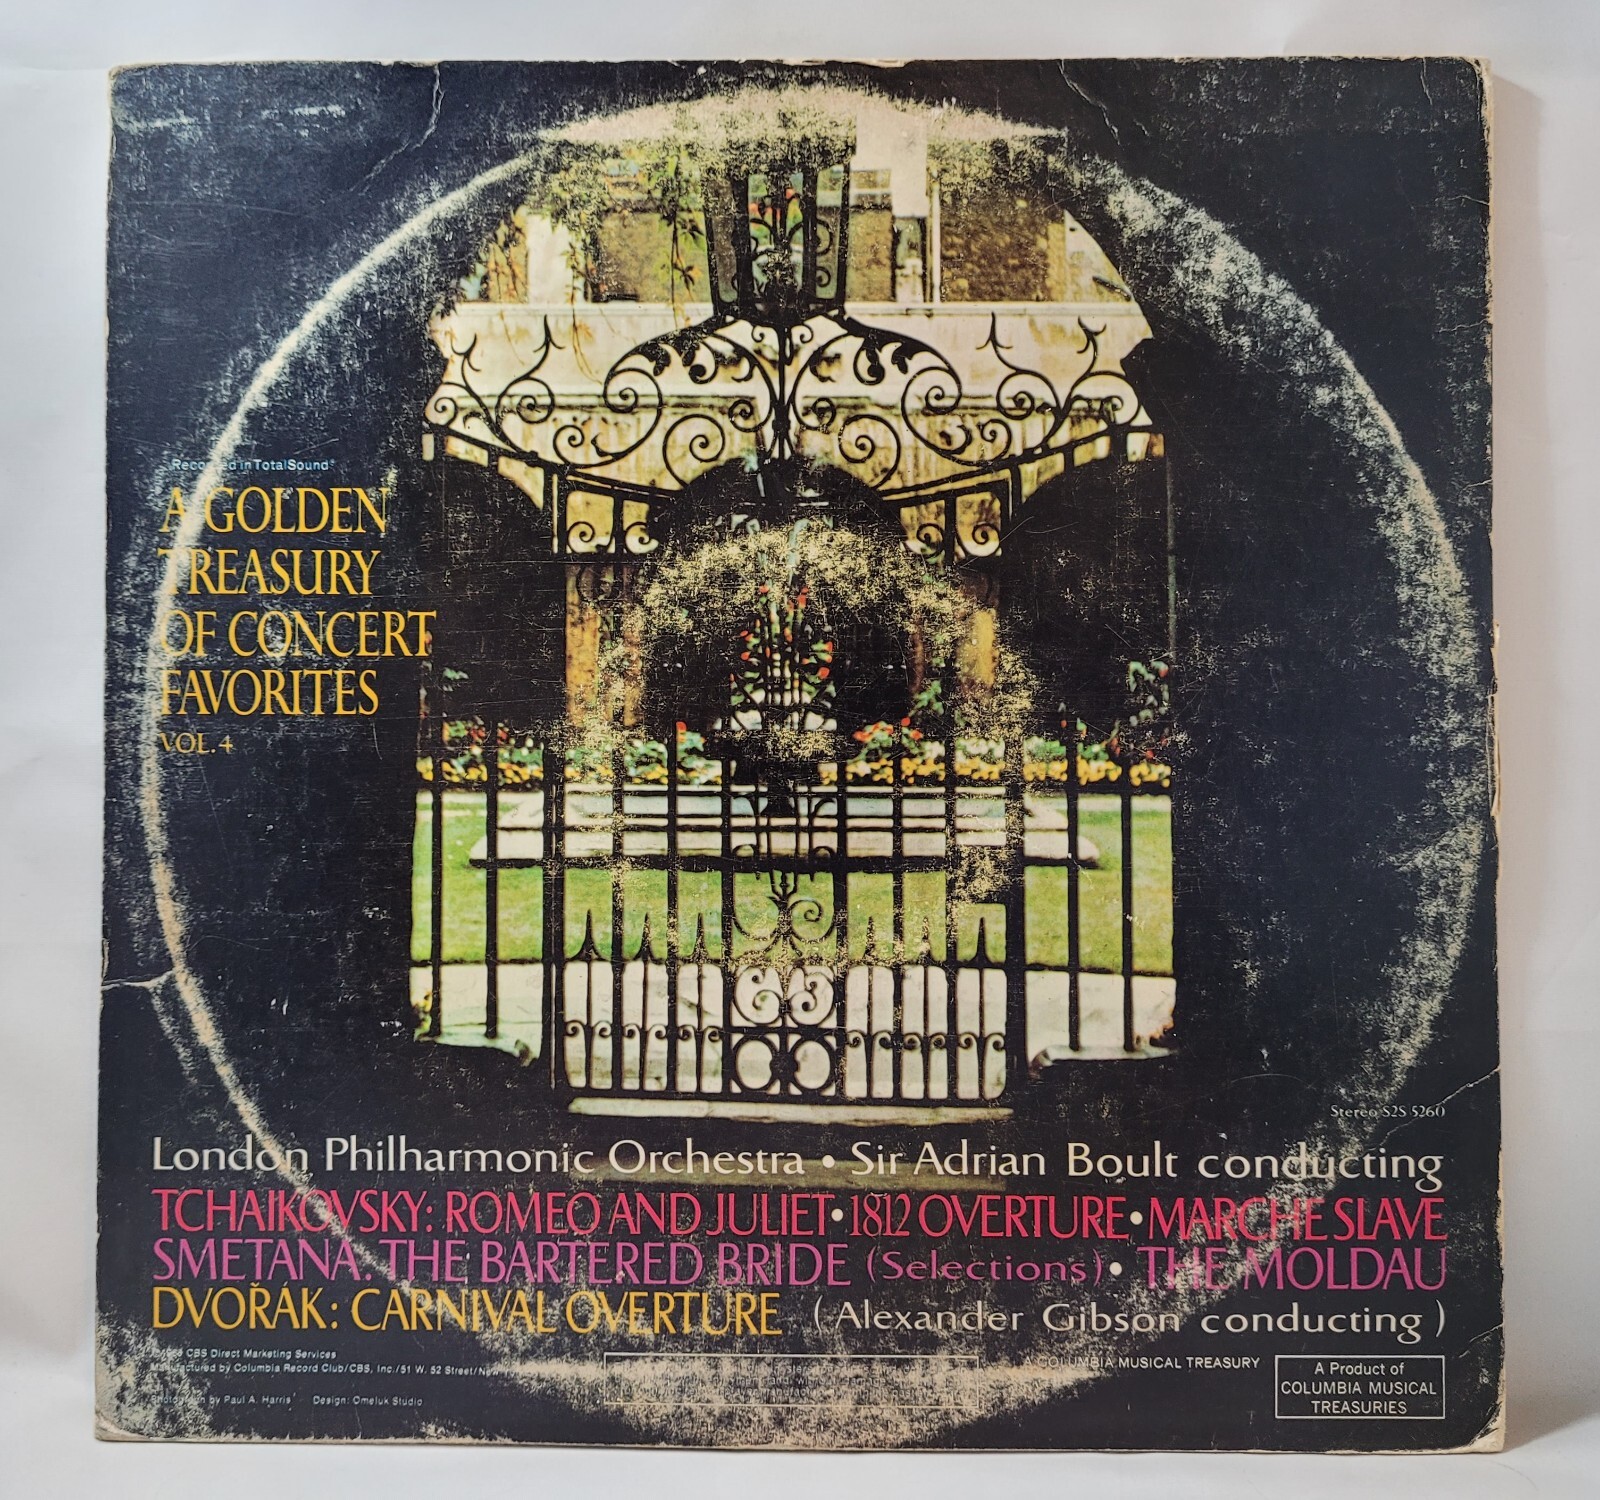 Recorded in TotalSound
A GOLDEN
TREASURY
OF CONCERT
FAVORITES
VOL. 4
Stereo S2S 5260
London Philharmonic Orchestra • Sir Adrian Boult conducting
TCHAIKOVSKY: ROMEO AND JULIET • 1812 OVERTURE • MARCHE SLAVE
SMETANA: THE BARTERED BRIDE (Selections) • THE MOLDAU
DVOŘÁK: CARNIVAL OVERTURE (Alexander Gibson conducting)
CBS Direct Marketing Services
Manufactured by Columbia Record Club/CBS, Inc./51 W. 52 Street/New
Photograph by Paul A. Harris Design: Omeluk Studio
A COLUMBIA MUSICAL TREASURY
A Product of
COLUMBIA MUSICAL
TREASURIES